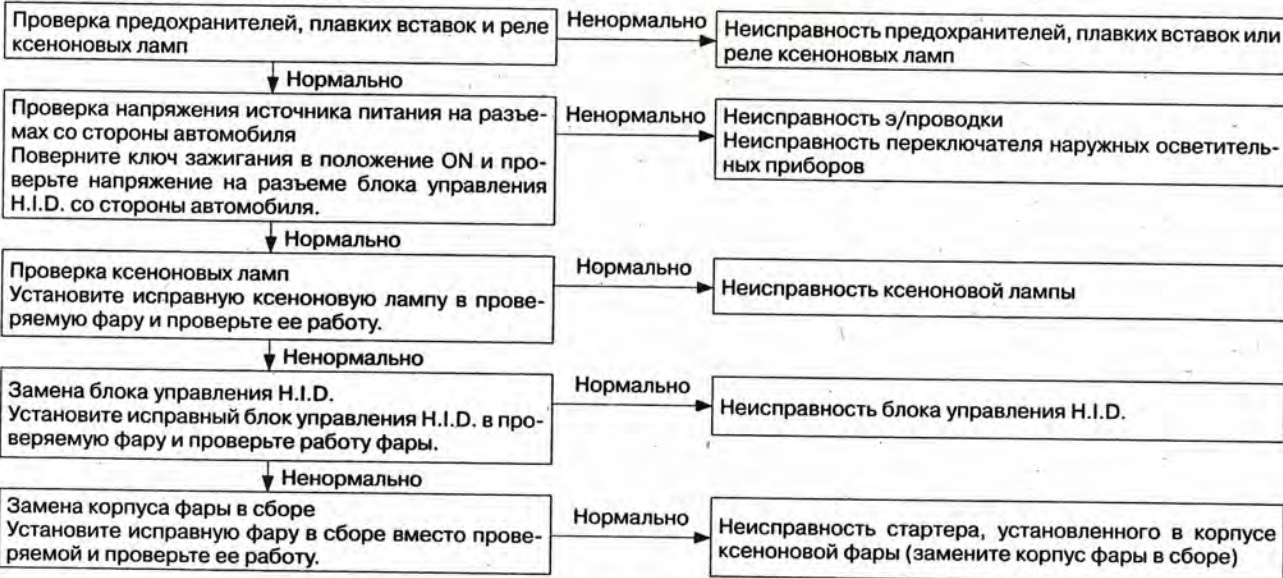 Проверка предохранителей, плавких вставок и реле
ксеноновых ламп
Ненормально
Неисправность предохранителей, плавких вставок или
реле ксеноновых ламп
Нормально
Проверка напряжения источника питания на разъе-
мах со стороны автомобиля
Поверните ключ зажигания в положение ON и про-
верьте напряжение на разъеме блока управления
H.I.D. со стороны автомобиля.
Ненормально
Неисправность э/проводки
Неисправность переключателя наружных осветитель-
ных приборов
Нормально
Проверка ксеноновых ламп
Установите исправную ксеноновую лампу в прове-
ряемую фару и проверьте ее работу.
Нормально
Неисправность ксеноновой лампы
Ненормально
Замена блока управления H.I.D.
Установите исправный блок управления H.I.D. в про-
веряемую фару и проверьте работу фары.
Нормально
Неисправность блока управления H.I.D.
Ненормально
Замена корпуса фары в сборе
Установите исправную фару в сборе вместо прове-
ряемой и проверьте ее работу.
Нормально
Неисправность стартера, установленного в корпусе
ксеноновой фары (замените корпус фары в сборе)